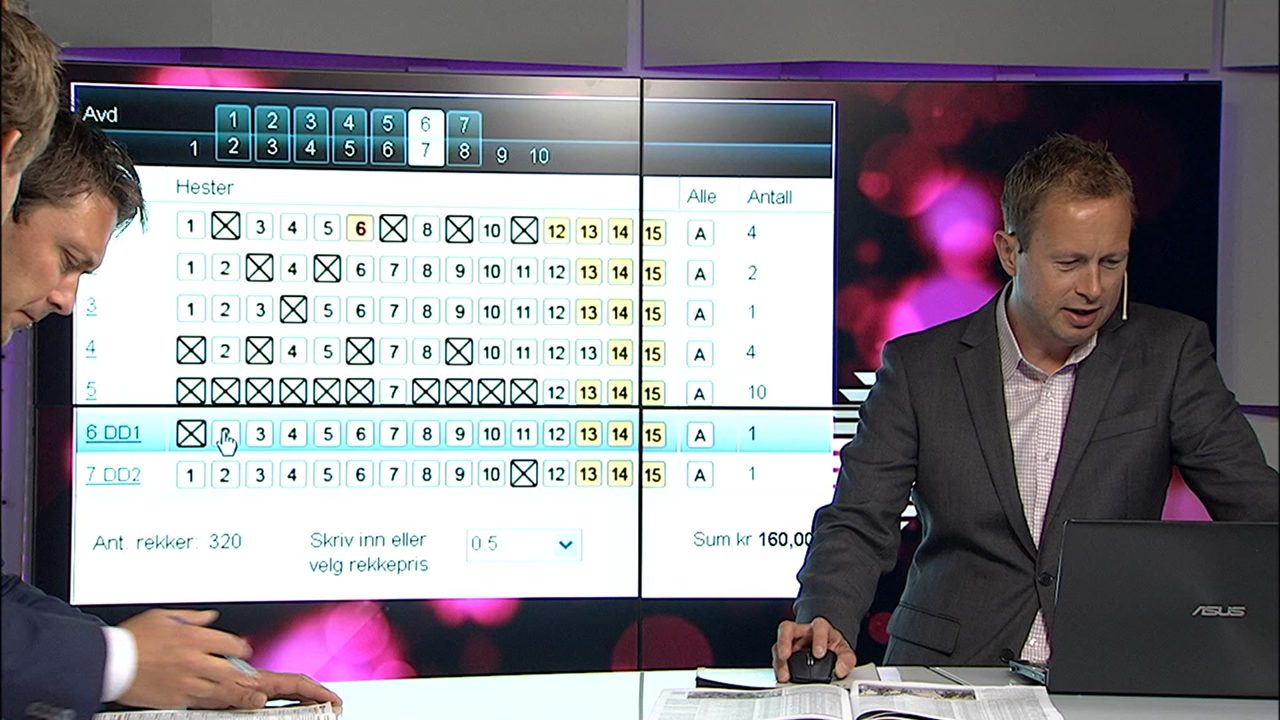 Avd
1 2 3 4 5 6 7
1 2 3 4 5 6 7 8 9 10
Hester Alle Antall
1 3 4 5 6 8 10 12 13 14 15 A 4
1 2 4 6 7 8 9 10 11 12 13 14 15 A 2
3 1 2 3 5 6 7 8 9 10 11 12 13 14 15 A 1
4 2 4 5 7 8 10 11 12 13 14 15 A 4
5 7 12 13 14 15 A 10
6 DD1 3 4 5 6 7 8 9 10 11 12 13 14 15 A 1
7 DD2 1 2 3 4 5 6 7 8 9 10 12 13 14 15 A 1
Ant. rekker: 320 Skriv inn eller 0.5 Sum kr 160,00
velg rekkepris
ASUS